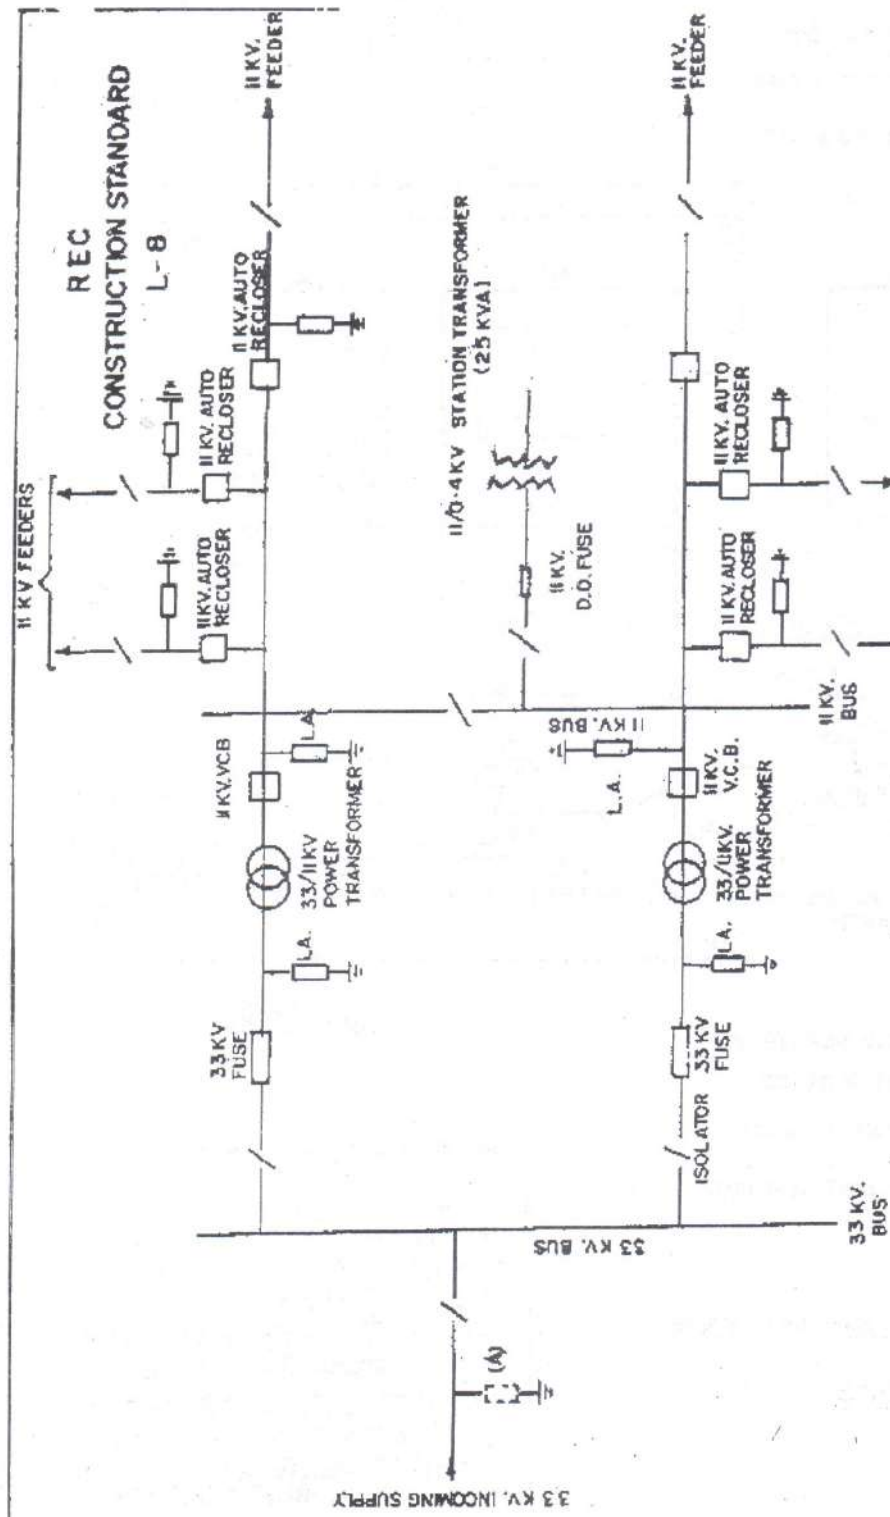 REC
CONSTRUCTION STANDARD
L-8
11 KV FEEDERS
11 KV. AUTO
RECLOSER
11 KV. AUTO
RECLOSER
11 KV. AUTO
RECLOSER
11 KV.
FEEDER
11 KV. VCB
L.A.
33/11 KV
POWER
TRANSFORMER
L.A.
33 KV
FUSE
11/0.4 KV STATION TRANSFORMER
(25 KVA)
11 KV.
D.O. FUSE
11 KV. BUS
33 KV. INCOMING SUPPLY
(A)
33 KV. BUS
33 KV.
BUS
ISOLATOR
33 KV
FUSE
L.A.
33/11KV.
POWER
TRANSFORMER
L.A.
11 KV.
V.C.B.
11 KV.
BUS
11 KV. AUTO
RECLOSER
11 KV. AUTO
RECLOSER
11 KV.
FEEDER